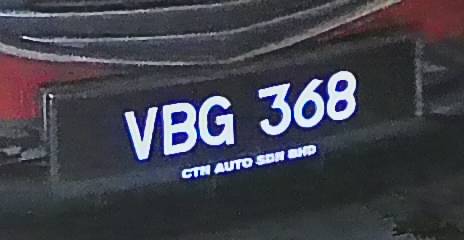 VBG 368
CTN AUTO SDN BHD